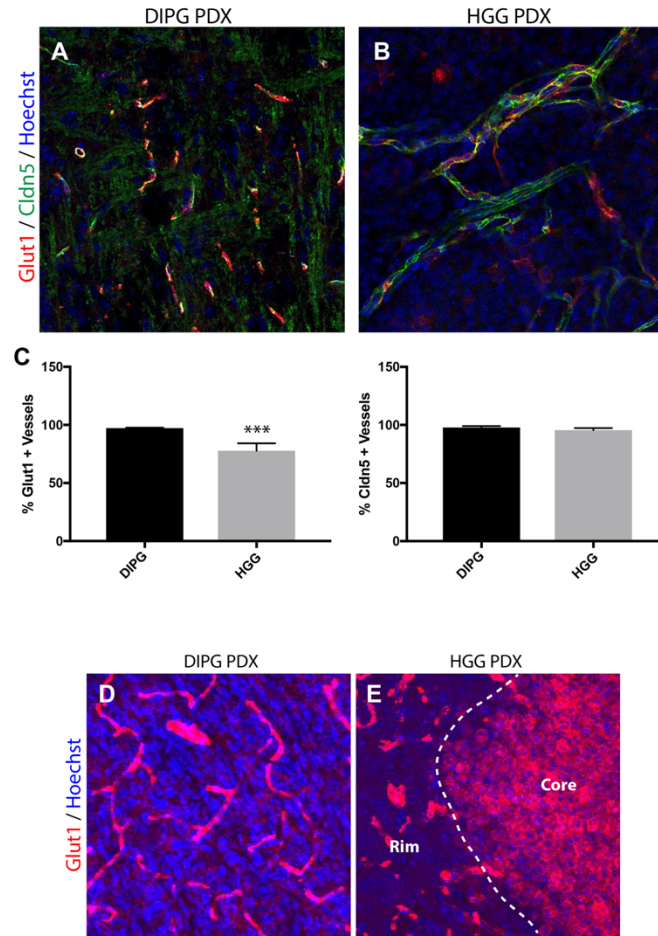 DIPG PDX
HGG PDX
A
B
Glut1 / Cldn5 / Hoechst
C
150
100
50
0
% Glut1 + Vessels
***
DIPG
HGG
150
100
50
0
% Cldn5 + Vessels
DIPG
HGG
DIPG PDX
HGG PDX
D
E
Glut1 / Hoechst
Rim
Core